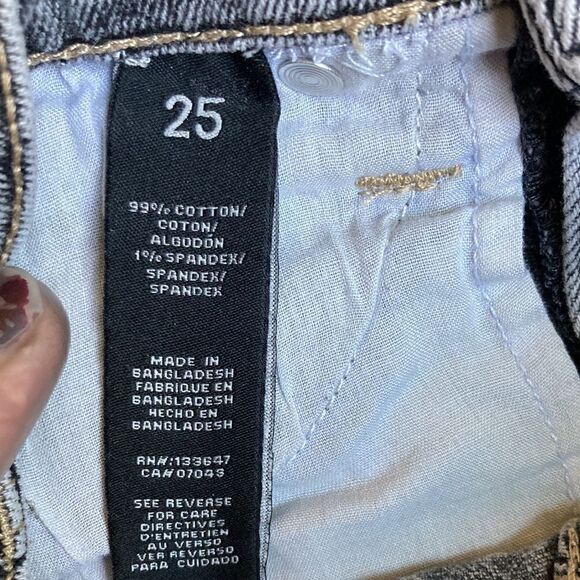 25
99% COTTON/
COTON/
ALGODÓN
1% SPANDEX/
SPANDEX/
SPANDEX
MADE IN
BANGLADESH
FABRIQUE EN
BANGLADESH
HECHO EN
BANGLADESH
RN#:133647
CA#07043
SEE REVERSE
FOR CARE
DIRECTIVES
D'ENTRETIEN
AU VERSO
VER REVERSO
PARA CUIDADO